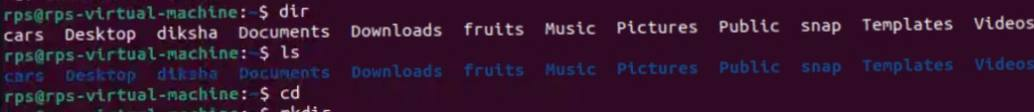 rps@rps-virtual-machine:~$ dir
cars Desktop diksha Documents Downloads fruits Music Pictures Public snap Templates Videos
rps@rps-virtual-machine:~$ ls
cars Desktop diksha Documents Downloads fruits Music Pictures Public snap Templates Videos
rps@rps-virtual-machine:~$ cd